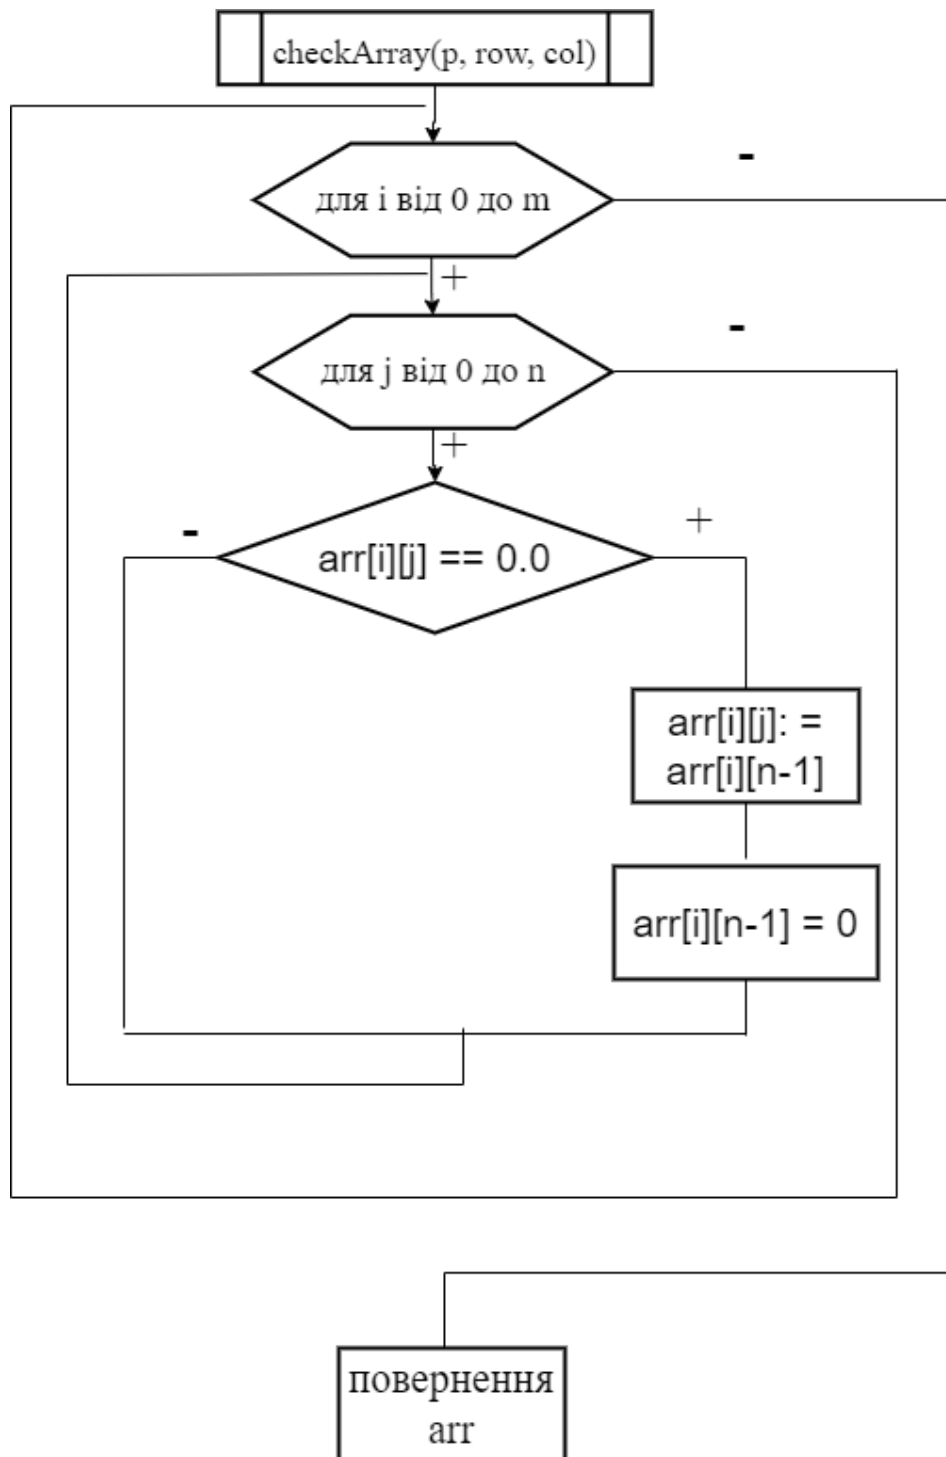 checkArray(p, row, col)
-
для i від 0 до m
+
-
для j від 0 до n
+
-
+
arr[i][j] == 0.0
arr[i][j]: =
arr[i][n-1]
arr[i][n-1] = 0
повернення
arr